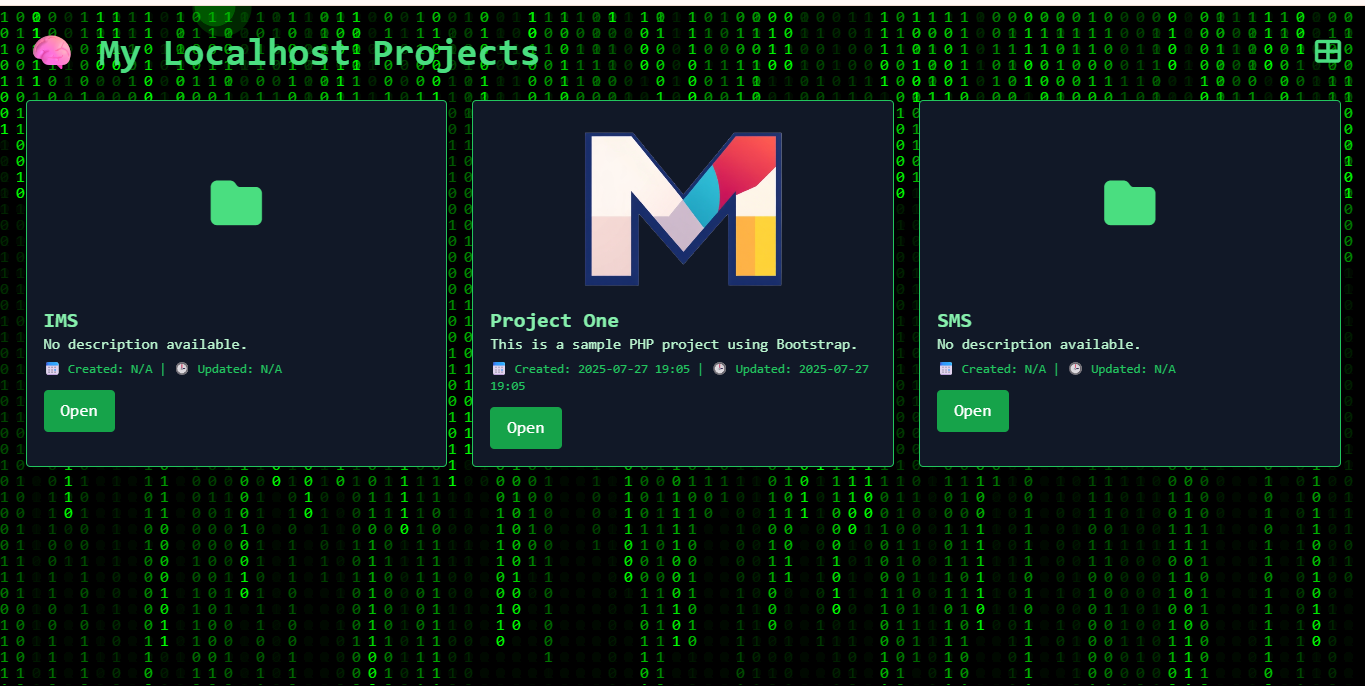 My Localhost Projects
IMS
No description available.
Created: N/A | Updated: N/A
Open
Project One
This is a sample PHP project using Bootstrap.
Created: 2025-07-27 19:05 | Updated: 2025-07-27
19:05
Open
SMS
No description available.
Created: N/A | Updated: N/A
Open